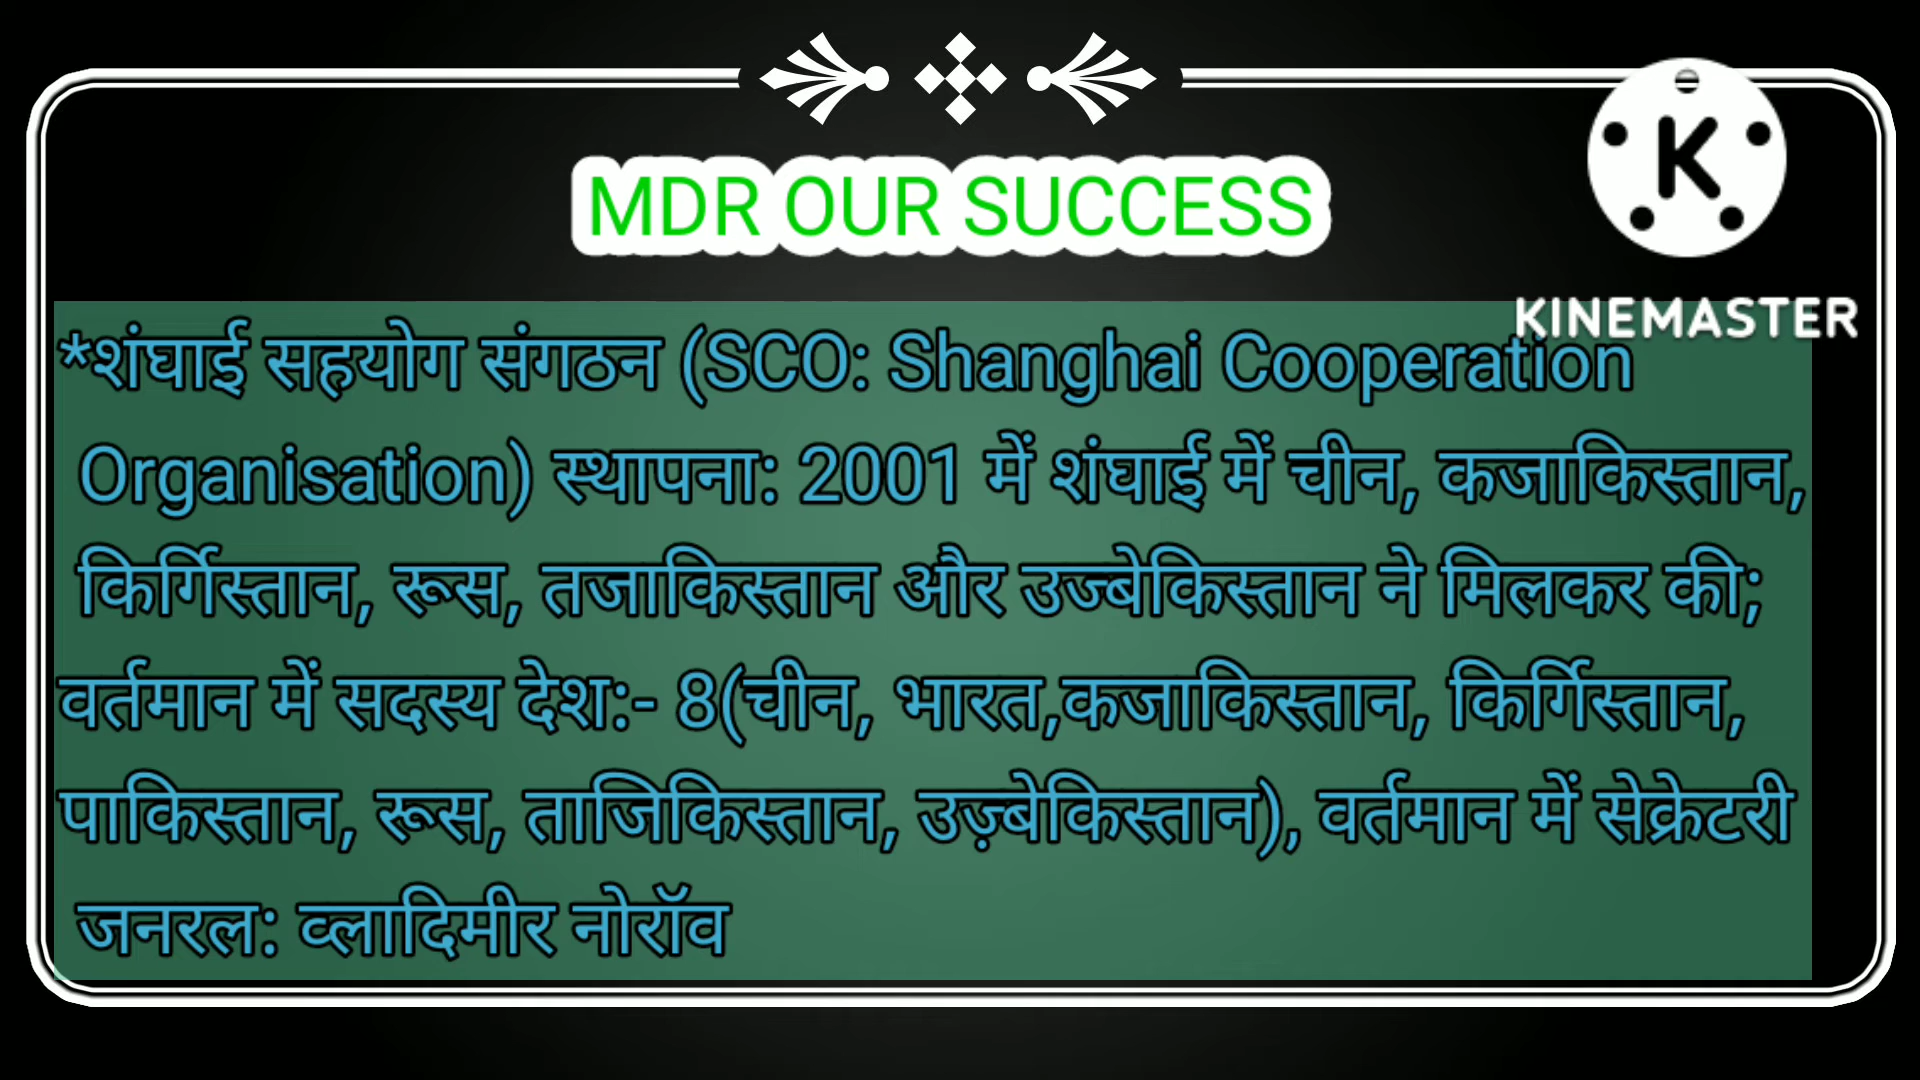 MDR OUR SUCCESS
K
KINEMASTER
*शंघाई सहयोग संगठन (SCO: Shanghai Cooperation
Organisation) स्थापना: 2001 में शंघाई में चीन, कजाकिस्तान,
किर्गिस्तान, रूस, तजाकिस्तान और उज्बेकिस्तान ने मिलकर की;
वर्तमान में सदस्य देश:- 8(चीन, भारत,कजाकिस्तान, किर्गिस्तान,
पाकिस्तान, रूस, ताजिकिस्तान, उज़्बेकिस्तान), वर्तमान में सेक्रेटरी
जनरल: व्लादिमीर नोरॉव